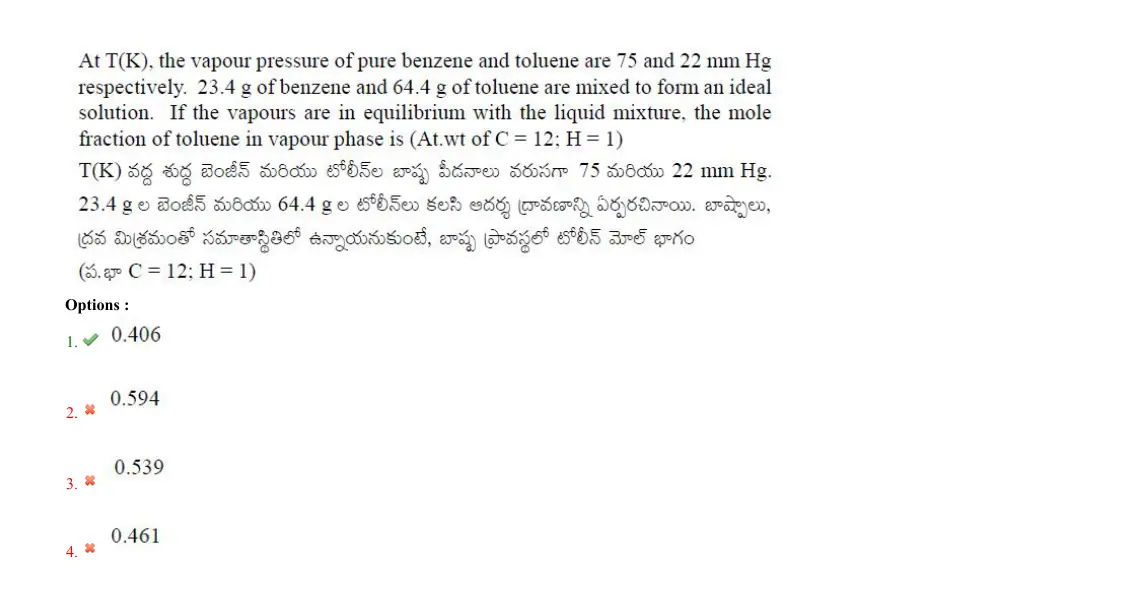 At T(K), the vapour pressure of pure benzene and toluene are 75 and 22 mm Hg
respectively. 23.4 g of benzene and 64.4 g of toluene are mixed to form an ideal
solution. If the vapours are in equilibrium with the liquid mixture, the mole
fraction of toluene in vapour phase is (At.wt of C = 12; H = 1)
T(K) వద్ద శుద్ధ బెంజీన్ మరియు టోలీన్‌ల బాష్ప పీడనాలు వరుసగా 75 మరియు 22 mm Hg.
23.4 g ల బెంజీన్ మరియు 64.4 g ల టోలీన్‌లు కలసి ఆదర్శ ద్రావణాన్ని ఏర్పరచినాయి. బాష్పాలు,
ద్రవ మిశ్రమంతో సమాతాస్థితిలో ఉన్నాయనుకుంటే, బాష్ప ప్రావస్థలో టోలీన్ మోల్ భాగం
(ప.భా C = 12; H = 1)
Options :
1. 0.406
2. 0.594
3. 0.539
4. 0.461